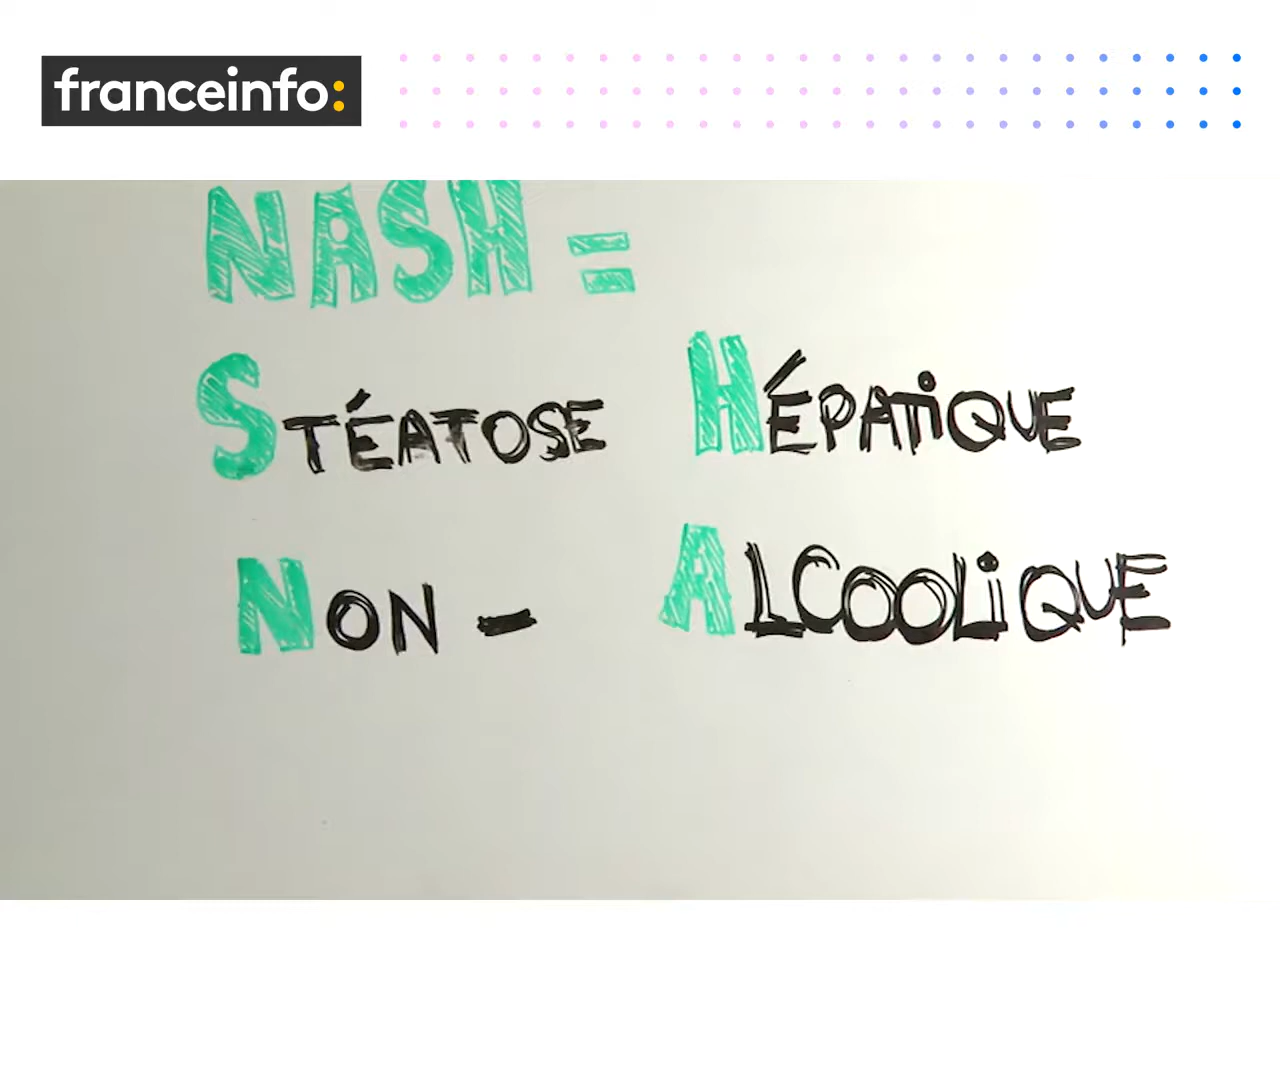 franceinfo:
NASH =
STÉATOSE HÉPATIQUE
NON - ALCOOLIQUE